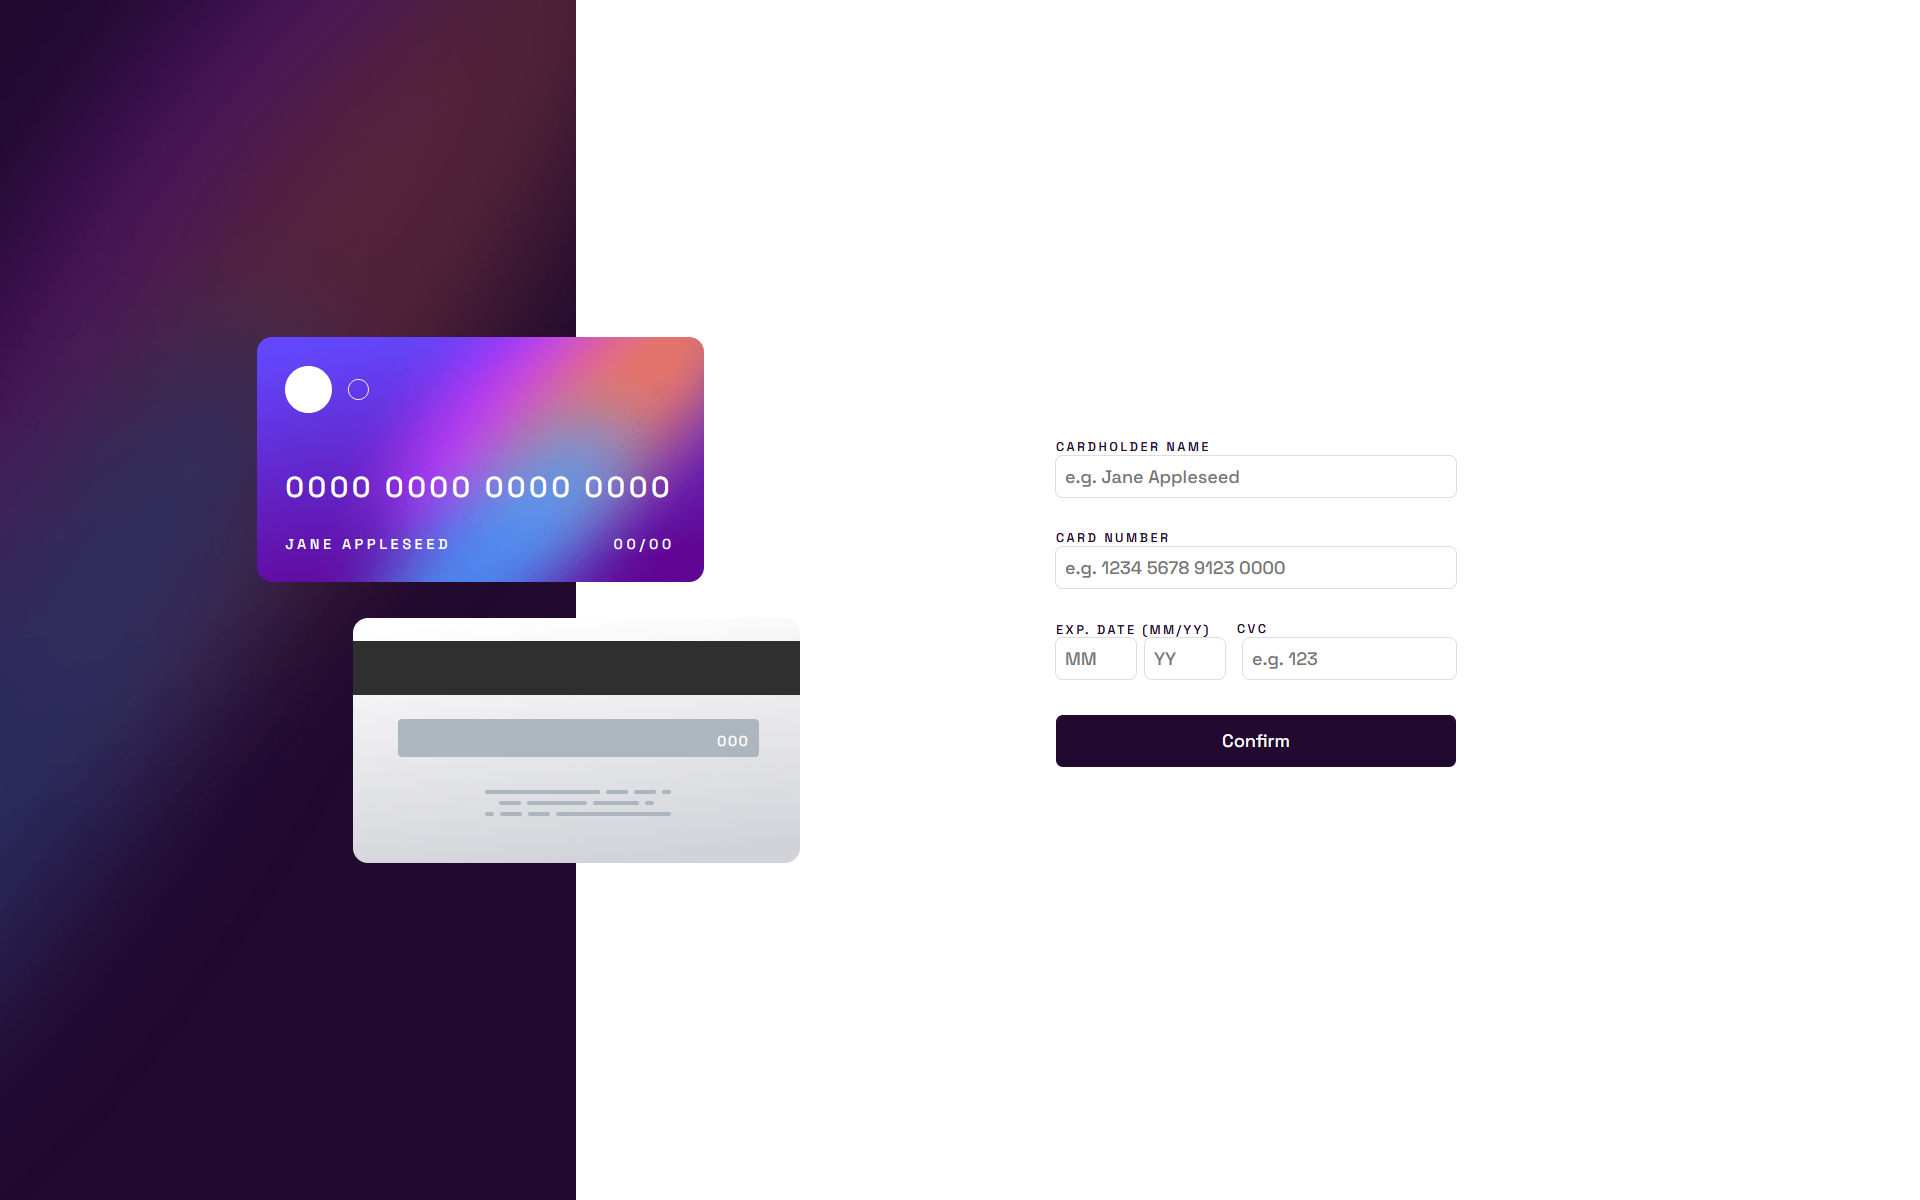 0000 0000 0000 0000
JANE APPLESEED 00/00
000
CARDHOLDER NAME
e.g. Jane Appleseed
CARD NUMBER
e.g. 1234 5678 9123 0000
EXP. DATE (MM/YY) CVC
MM YY e.g. 123
Confirm